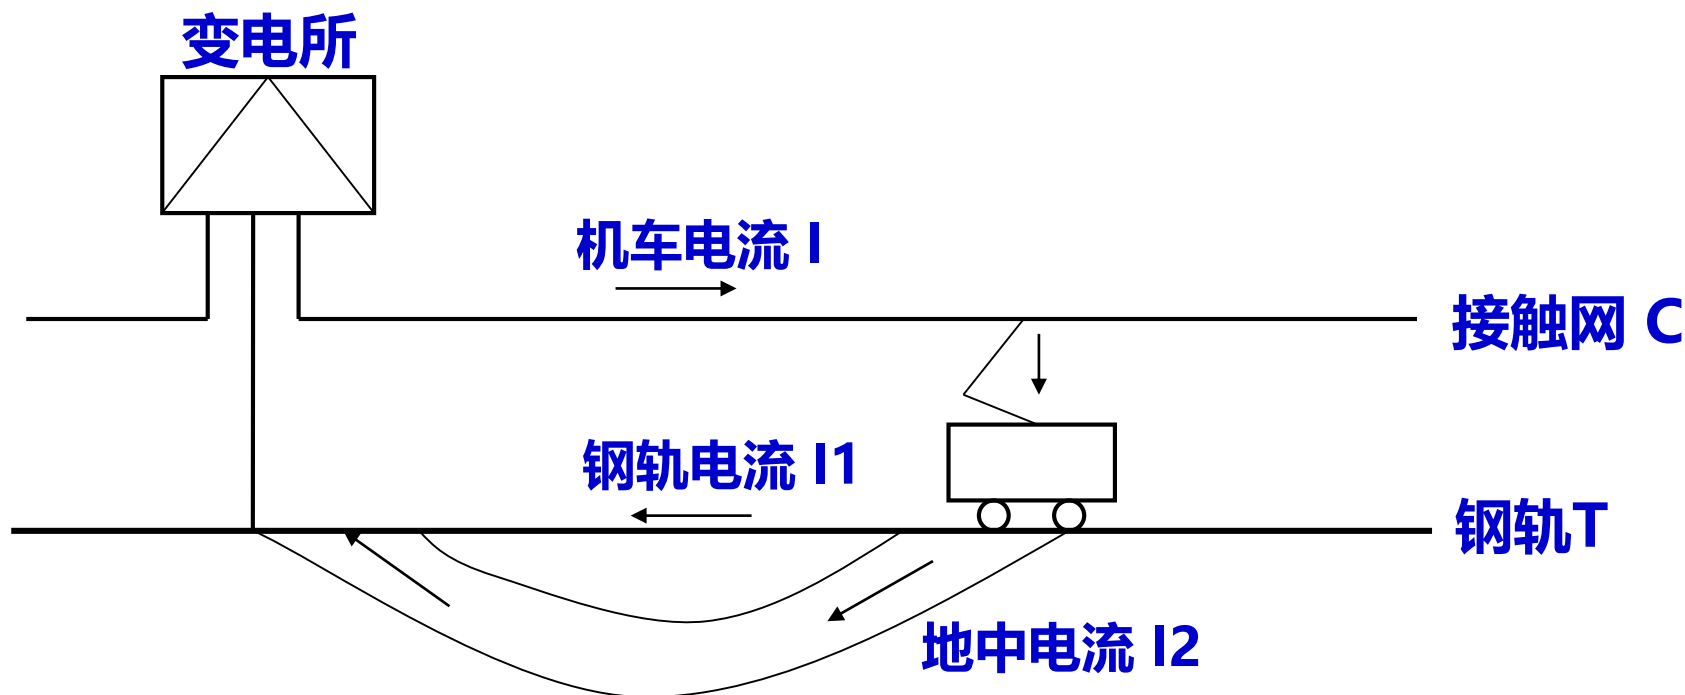 变电所
机车电流 I
接触网 C
钢轨电流 I1
钢轨T
地中电流 I2